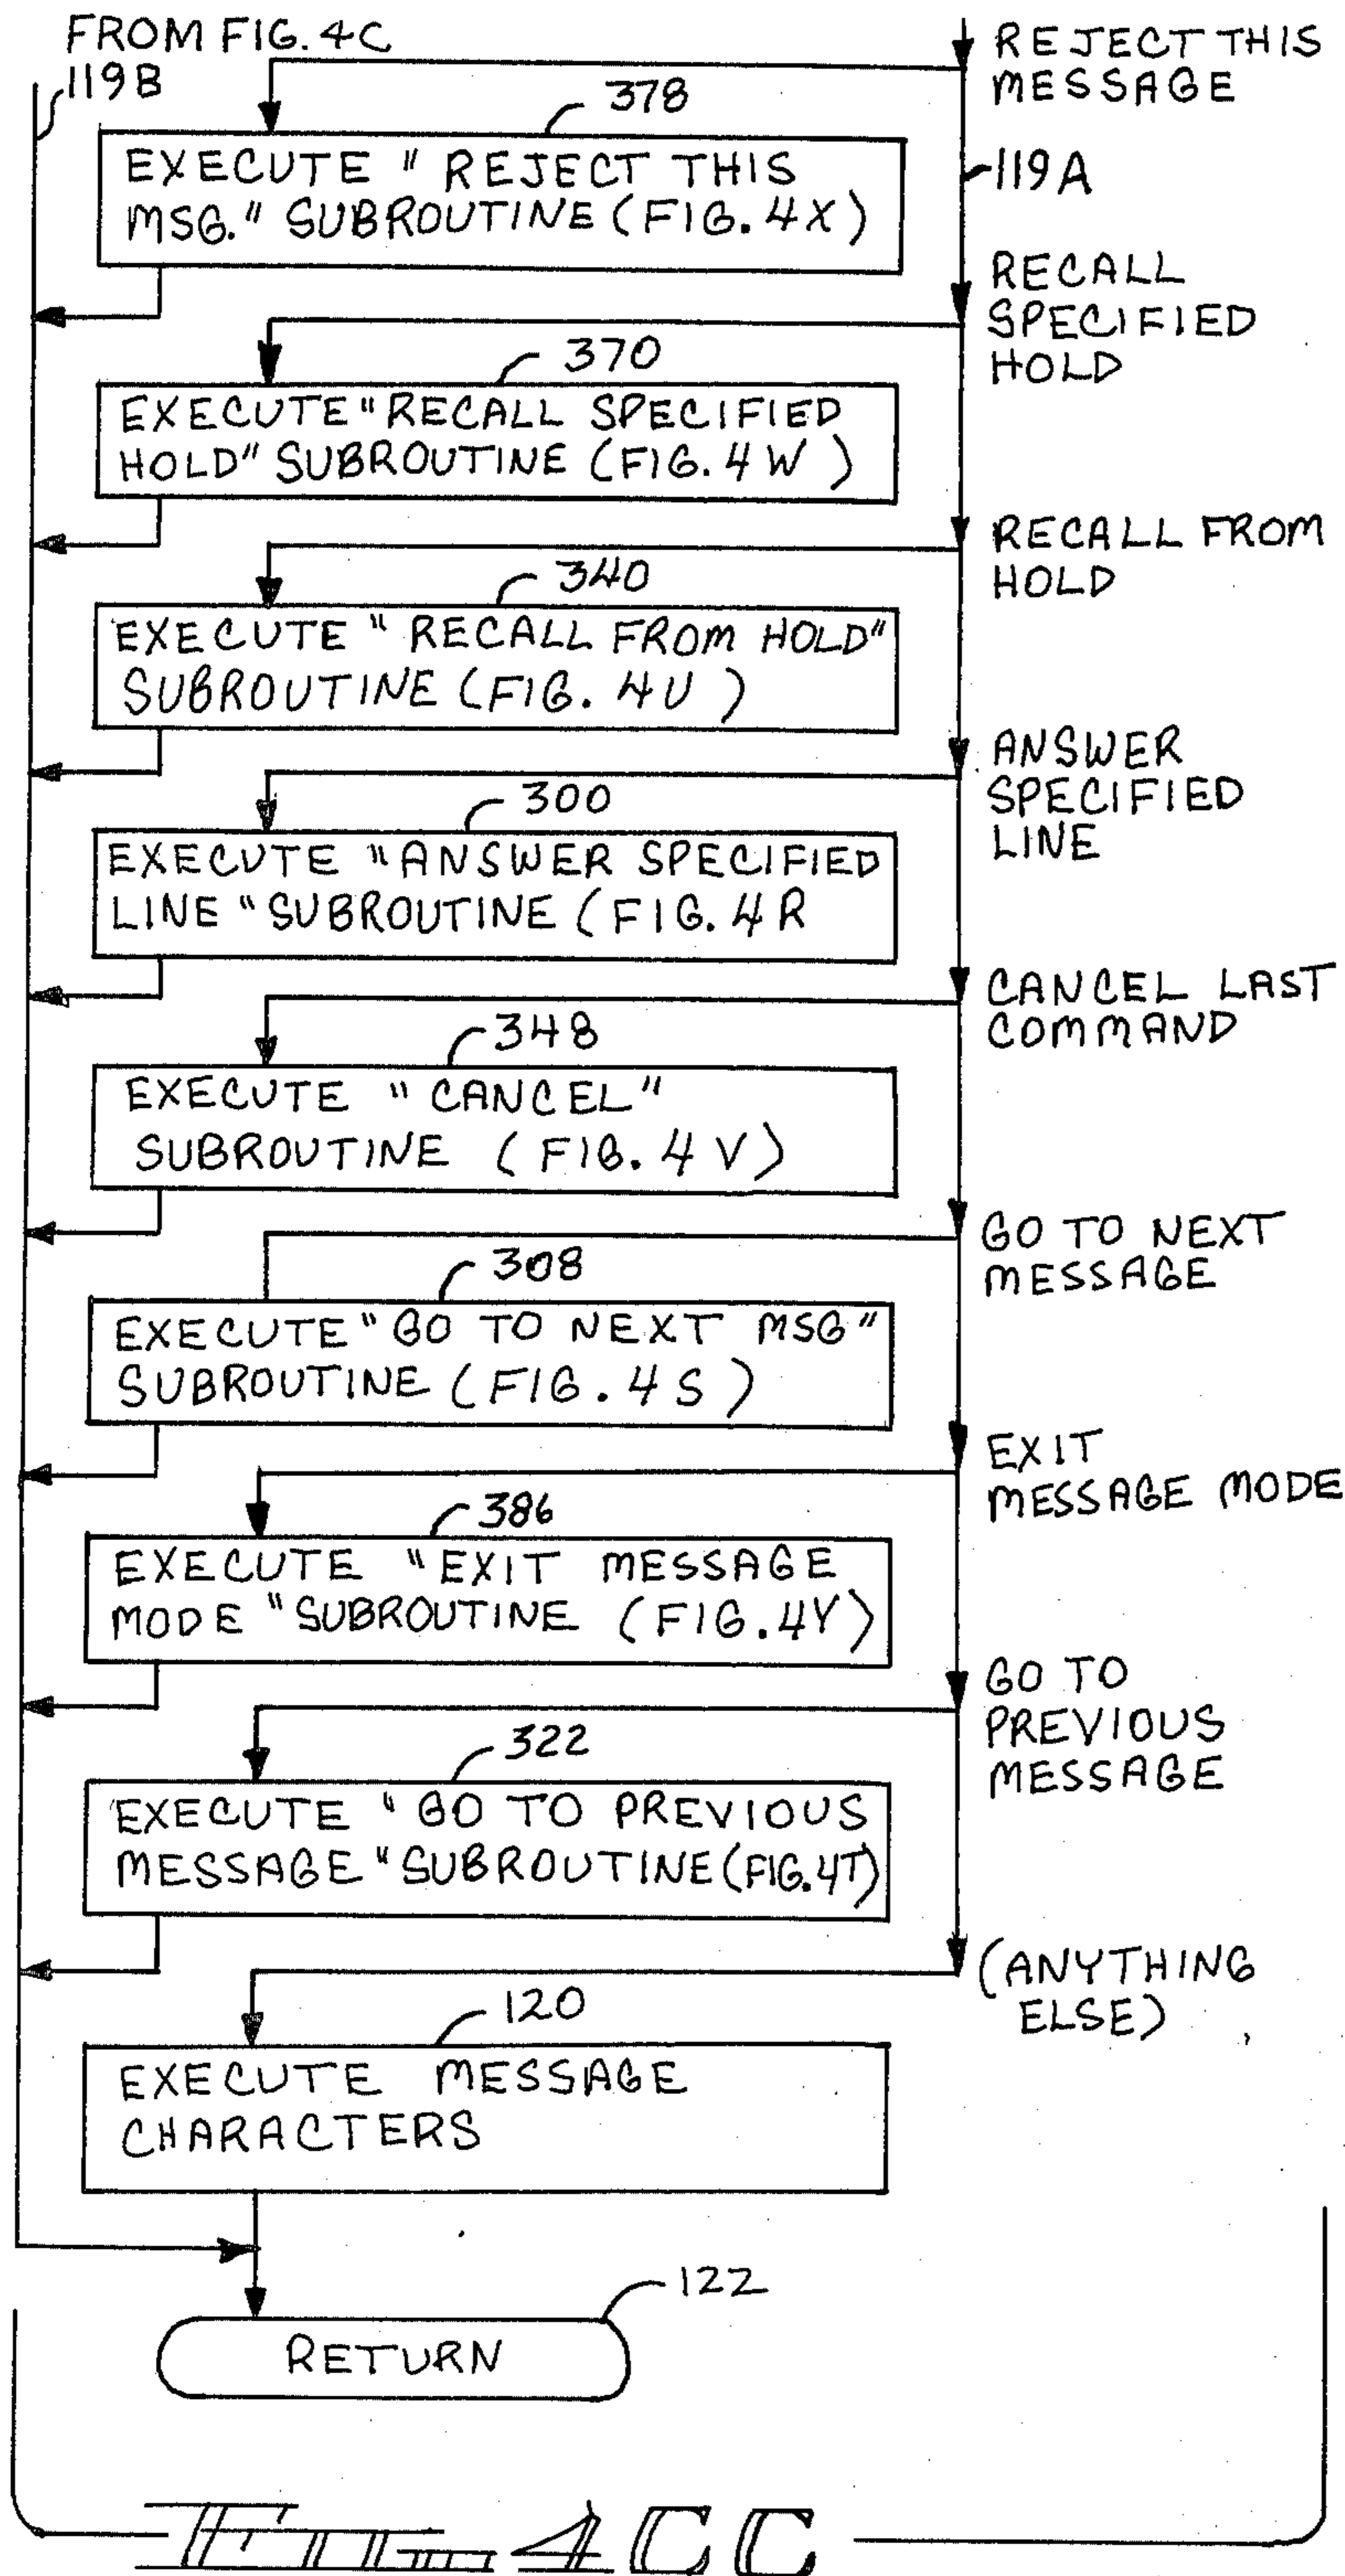 FROM FIG. 4C
119B
REJECT THIS
MESSAGE
378
EXECUTE "REJECT THIS
MSG." SUBROUTINE (FIG. 4X)
119A
RECALL
SPECIFIED
HOLD
370
EXECUTE "RECALL SPECIFIED
HOLD" SUBROUTINE (FIG. 4W)
RECALL FROM
HOLD
340
EXECUTE "RECALL FROM HOLD"
SUBROUTINE (FIG. 4U)
ANSWER
SPECIFIED
LINE
300
EXECUTE "ANSWER SPECIFIED
LINE" SUBROUTINE (FIG. 4R
CANCEL LAST
COMMAND
348
EXECUTE "CANCEL"
SUBROUTINE (FIG. 4V)
GO TO NEXT
MESSAGE
308
EXECUTE "GO TO NEXT MSG"
SUBROUTINE (FIG. 4S)
EXIT
MESSAGE MODE
386
EXECUTE "EXIT MESSAGE
MODE" SUBROUTINE (FIG. 4Y)
GO TO
PREVIOUS
MESSAGE
322
EXECUTE "GO TO PREVIOUS
MESSAGE" SUBROUTINE (FIG. 4T)
(ANYTHING
ELSE)
120
EXECUTE MESSAGE
CHARACTERS
122
RETURN
FIG. 4CC